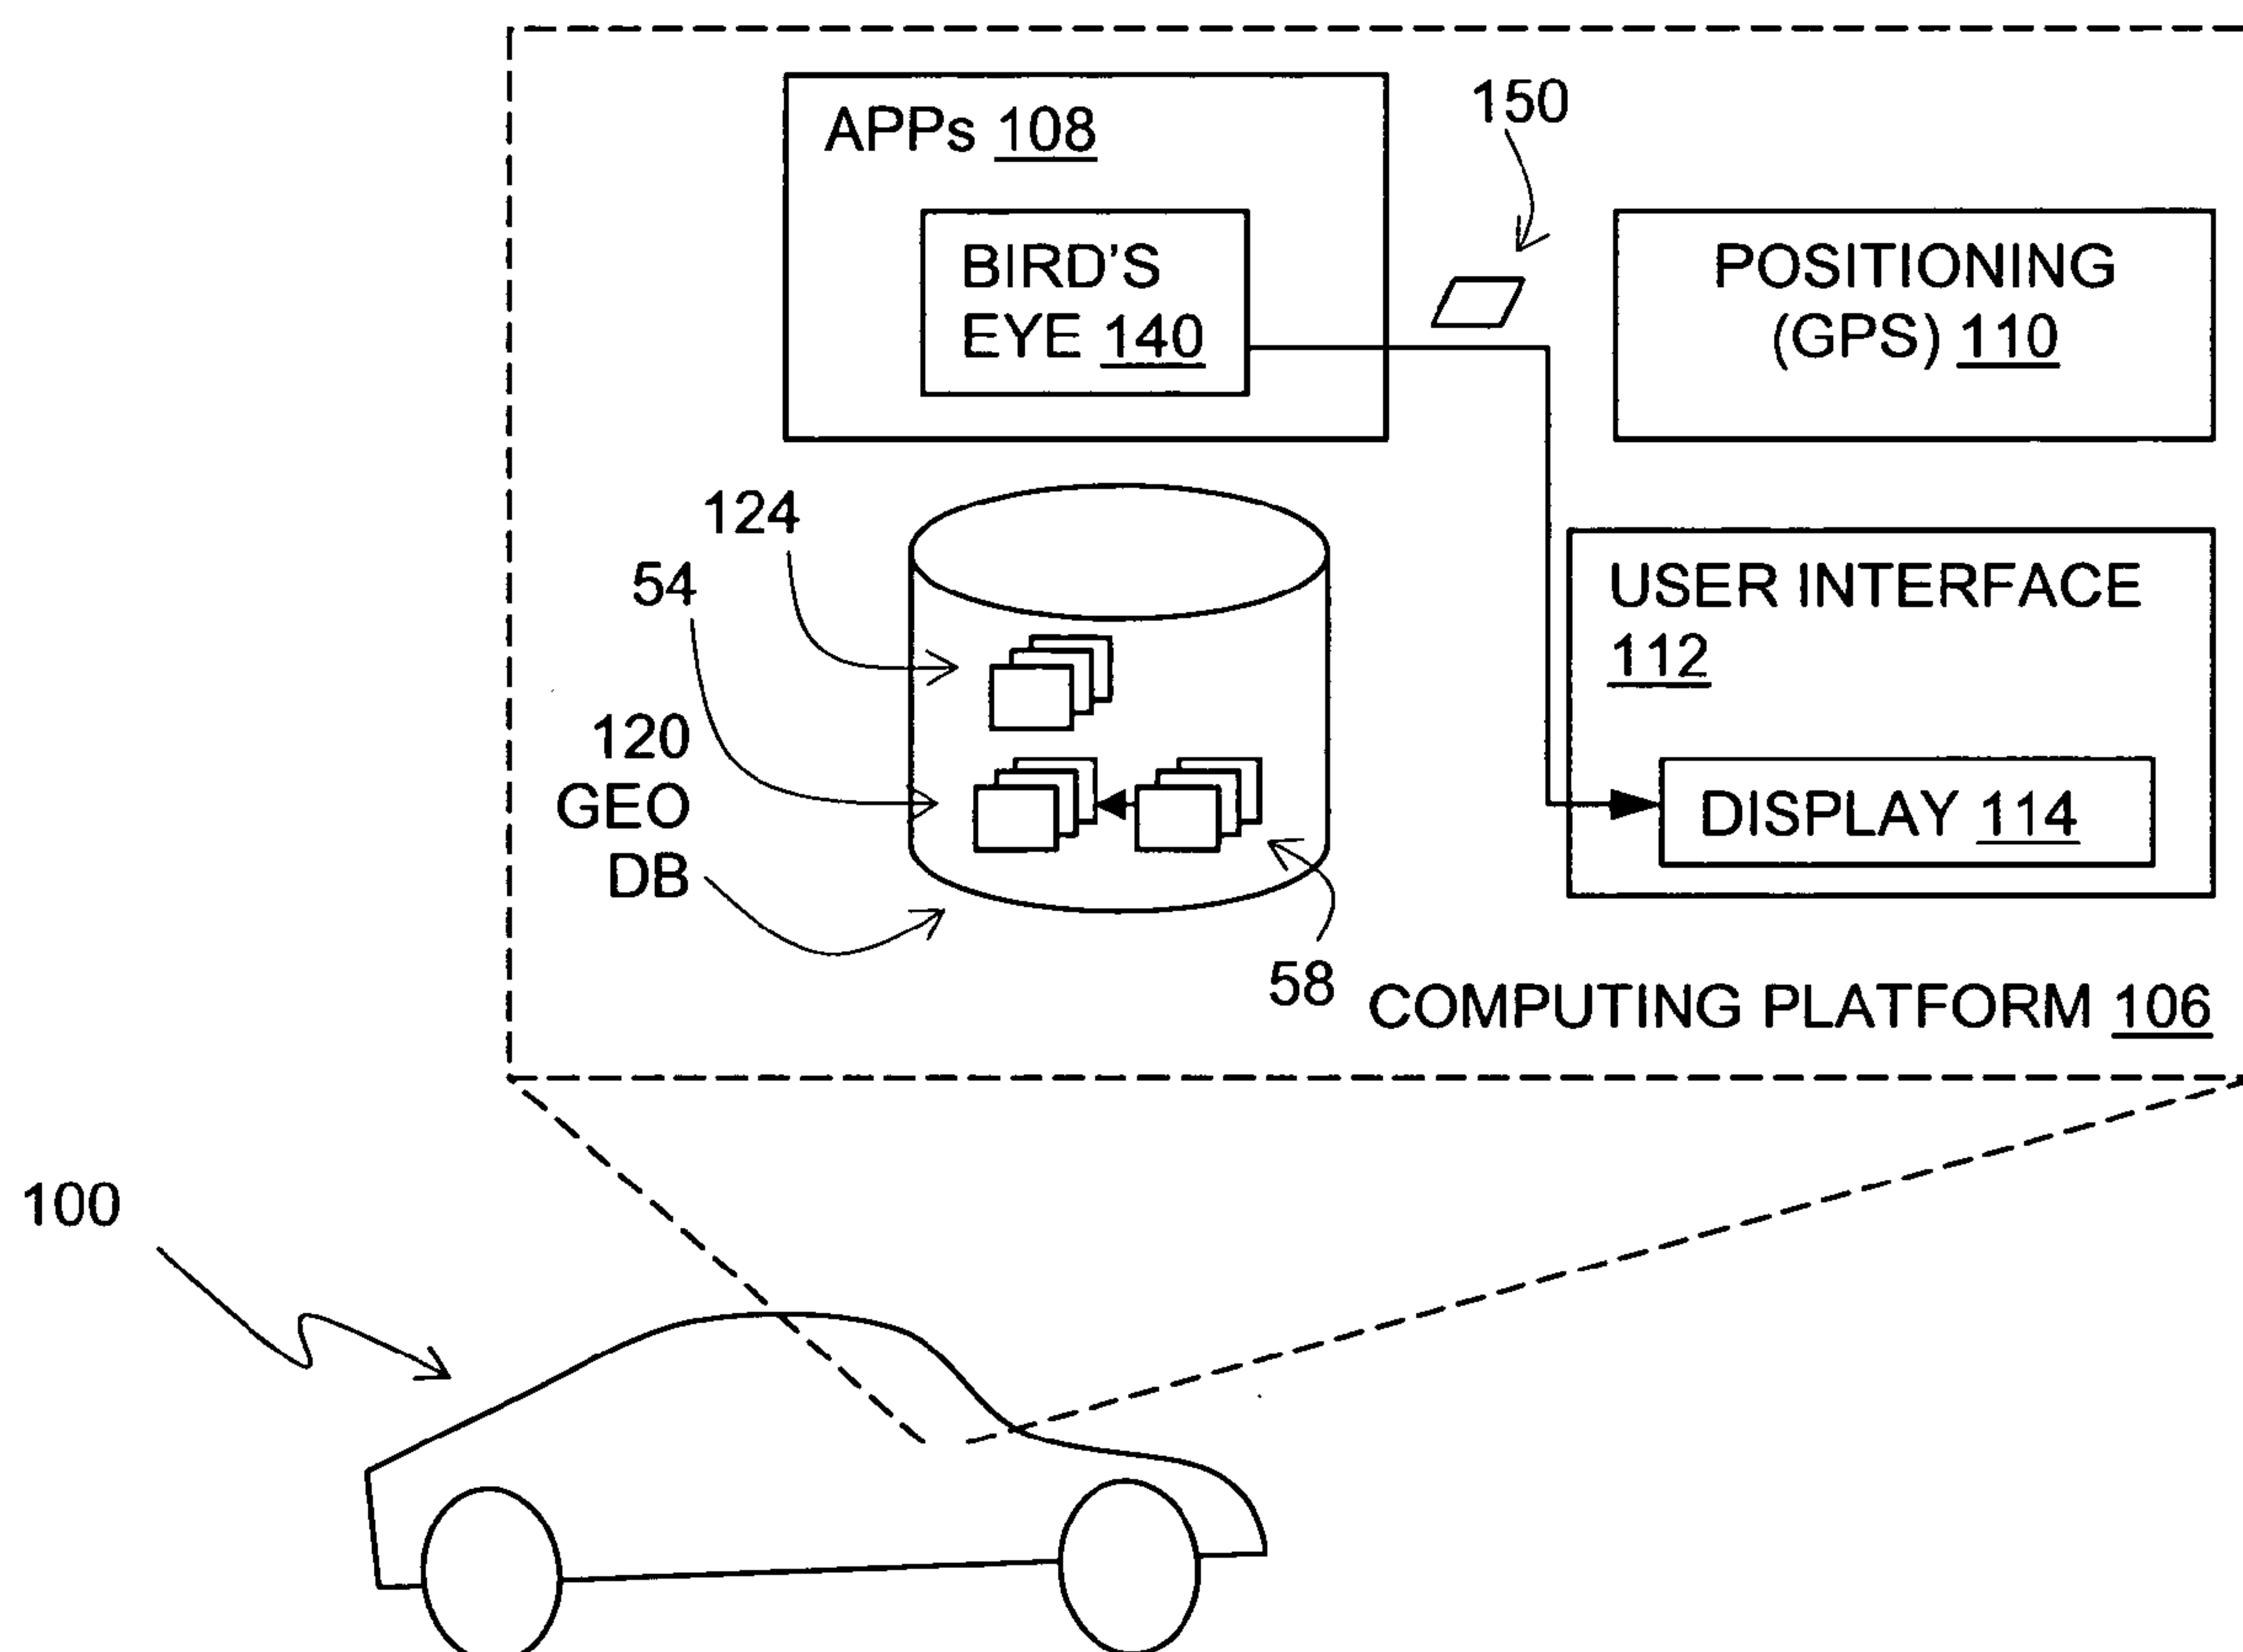 APPs 108
150
BIRD'S
EYE 140
POSITIONING
(GPS) 110
124
54
120
GEO
DB
USER INTERFACE
112
DISPLAY 114
58
COMPUTING PLATFORM 106
100